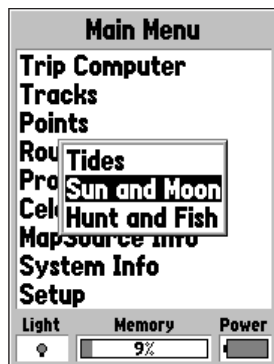 Main Menu
Trip Computer
Tracks
Points
Rou
Tides
Pro
Sun and Moon
Cel
Hunt and Fish
MapSource Info
System Info
Setup
Light Memory Power
9%